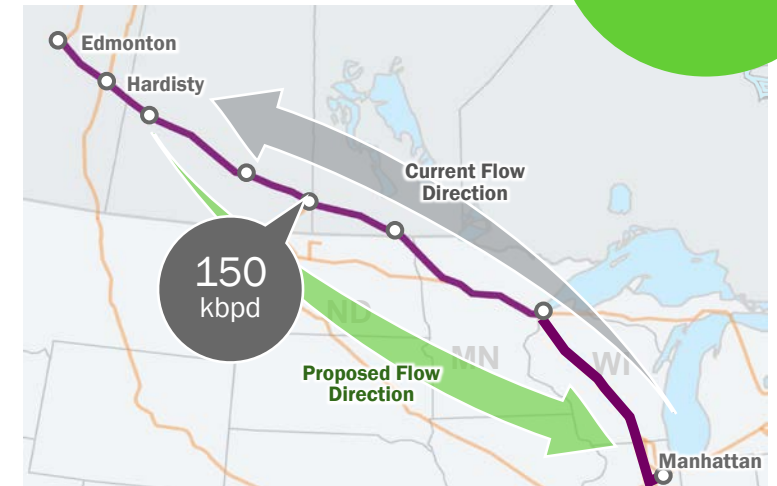 Edmonton
Hardisty
Current Flow
Direction
150
kbpd
ND
MN
WI
Proposed Flow
Direction
Manhattan